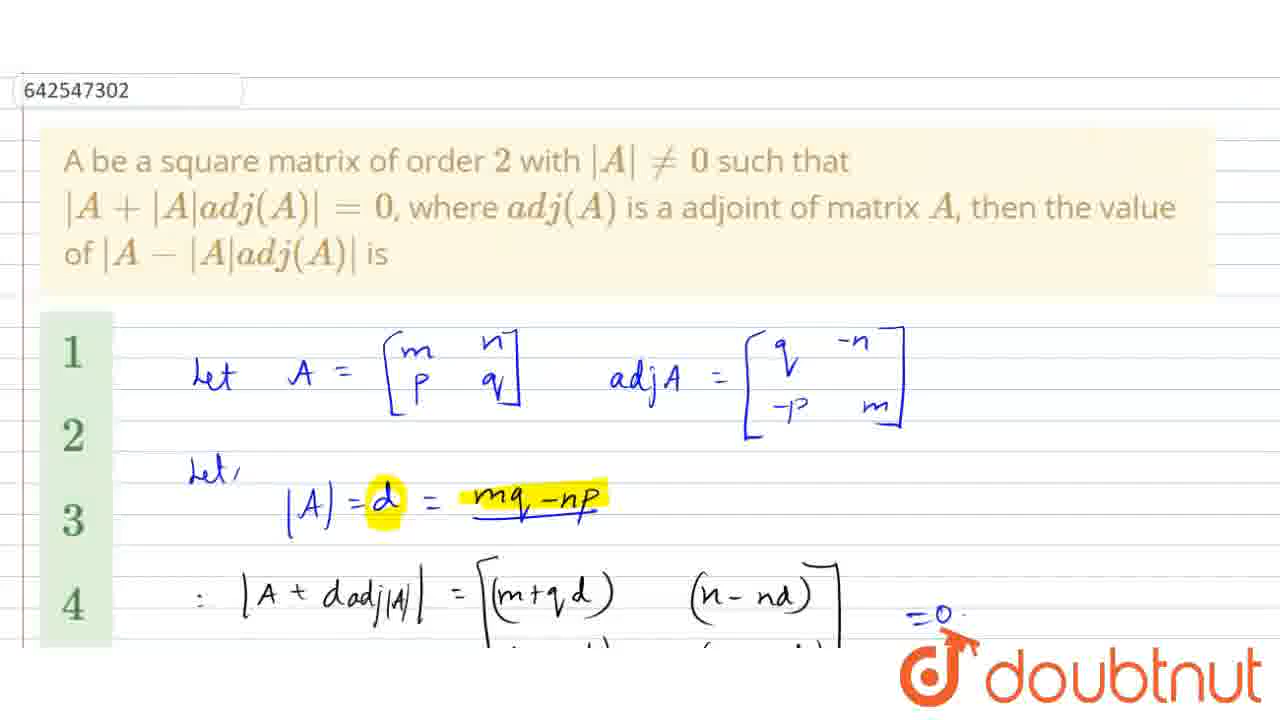 642547302
A be a square matrix of order 2 with |A| ≠ 0 such that
|A + |A|adj(A)| = 0, where adj(A) is a adjoint of matrix A, then the value
of |A − |A|adj(A)| is
1
Let A = [m n
p q] adj A = [q -n
-p m]
2
Let,
|A| = d = mq - np
3
4
: |A + d adj|A|| = [(m+qd) (n - nd)] = 0
doubtnut